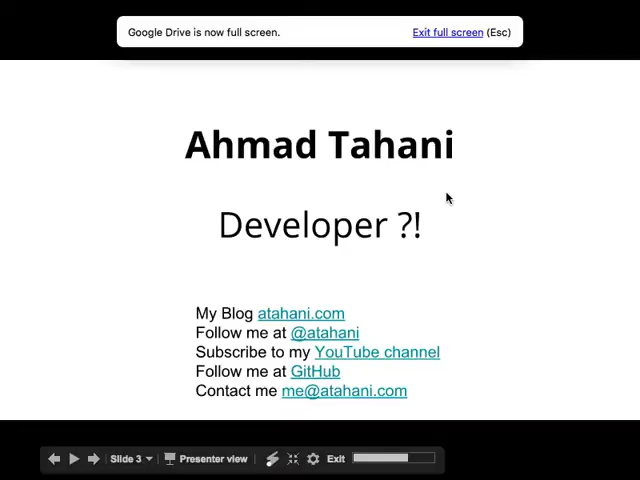 Google Drive is now full screen. Exit full screen (Esc)
Ahmad Tahani
Developer ?!
My Blog atahani.com
Follow me at @atahani
Subscribe to my YouTube channel
Follow me at GitHub
Contact me me@atahani.com
Slide 3 Presenter view Exit